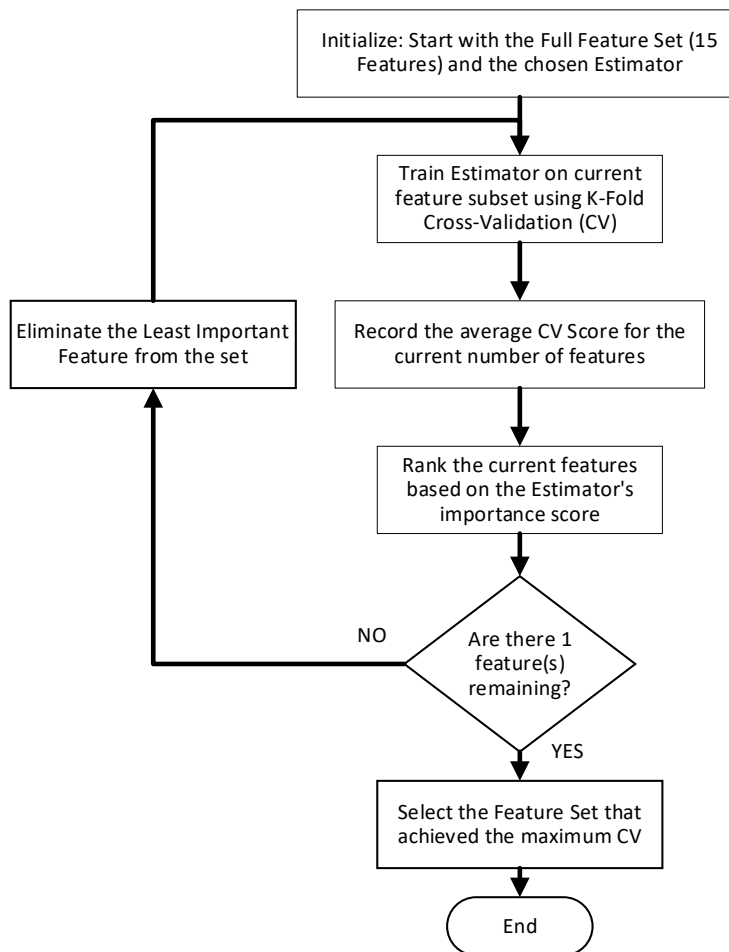 Initialize: Start with the Full Feature Set (15
Features) and the chosen Estimator
Train Estimator on current
feature subset using K-Fold
Cross-Validation (CV)
Eliminate the Least Important
Feature from the set
Record the average CV Score for the
current number of features
Rank the current features
based on the Estimator's
importance score
NO
Are there 1
feature(s)
remaining?
YES
Select the Feature Set that
achieved the maximum CV
End